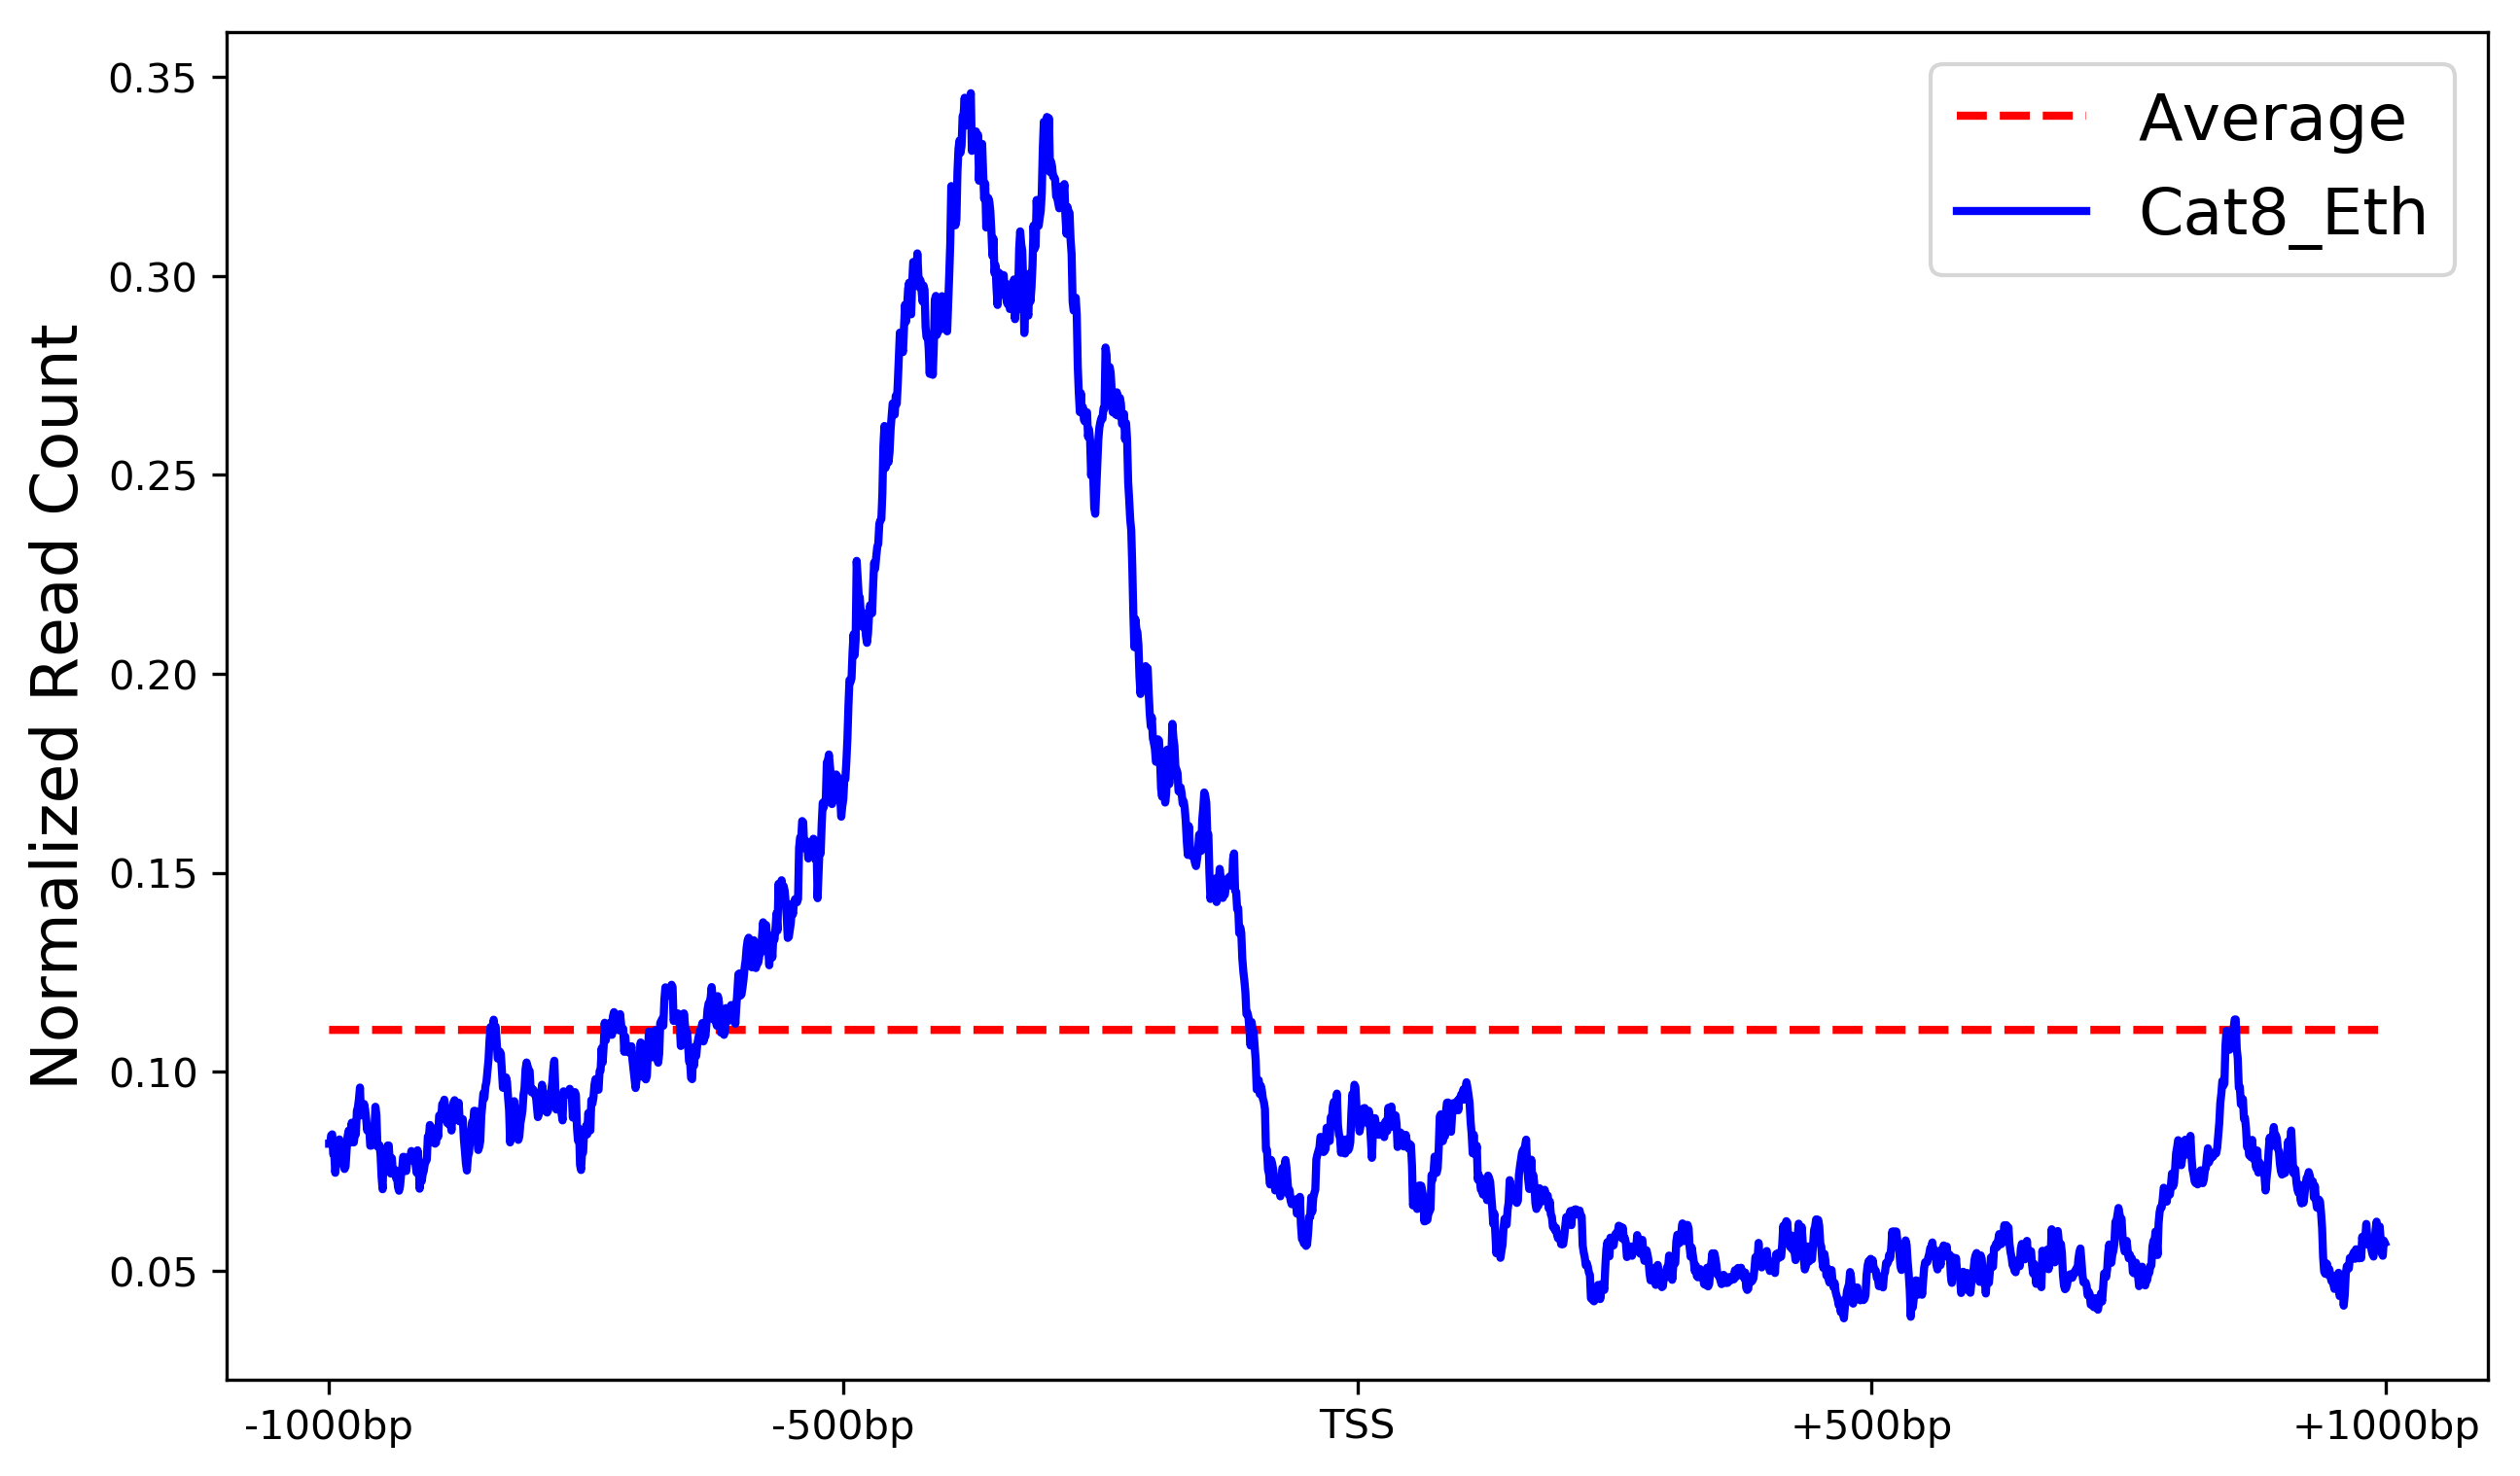 Normalized Read Count
0.35
0.30
0.25
0.20
0.15
0.10
0.05
Average
Cat8_Eth
-1000bp
-500bp
TSS
+500bp
+1000bp